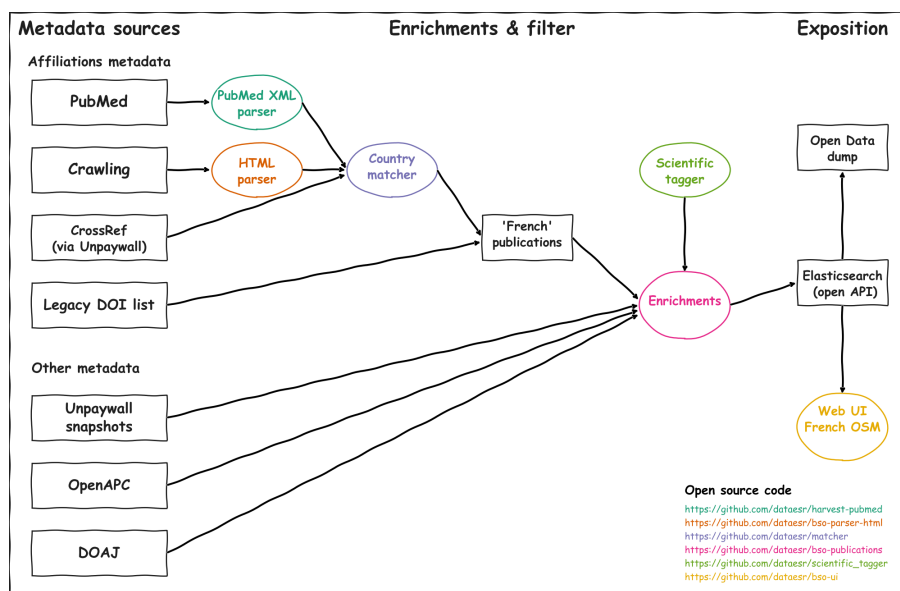 Metadata sources
Enrichments & filter
Exposition
Affiliations metadata
PubMed
PubMed XML
parser
Crawling
HTML
parser
Country
matcher
Scientific
tagger
Open Data
dump
CrossRef
(via Unpaywall)
'French'
publications
Legacy DOI list
Enrichments
Elasticsearch
(open API)
Other metadata
Unpaywall
snapshots
Web UI
French OSM
OpenAPC
DOAJ
Open source code
https://github.com/dataesr/harvest-pubmed
https://github.com/dataesr/bso-parser-html
https://github.com/dataesr/matcher
https://github.com/dataesr/bso-publications
https://github.com/dataesr/scientific_tagger
https://github.com/dataesr/bso-ui